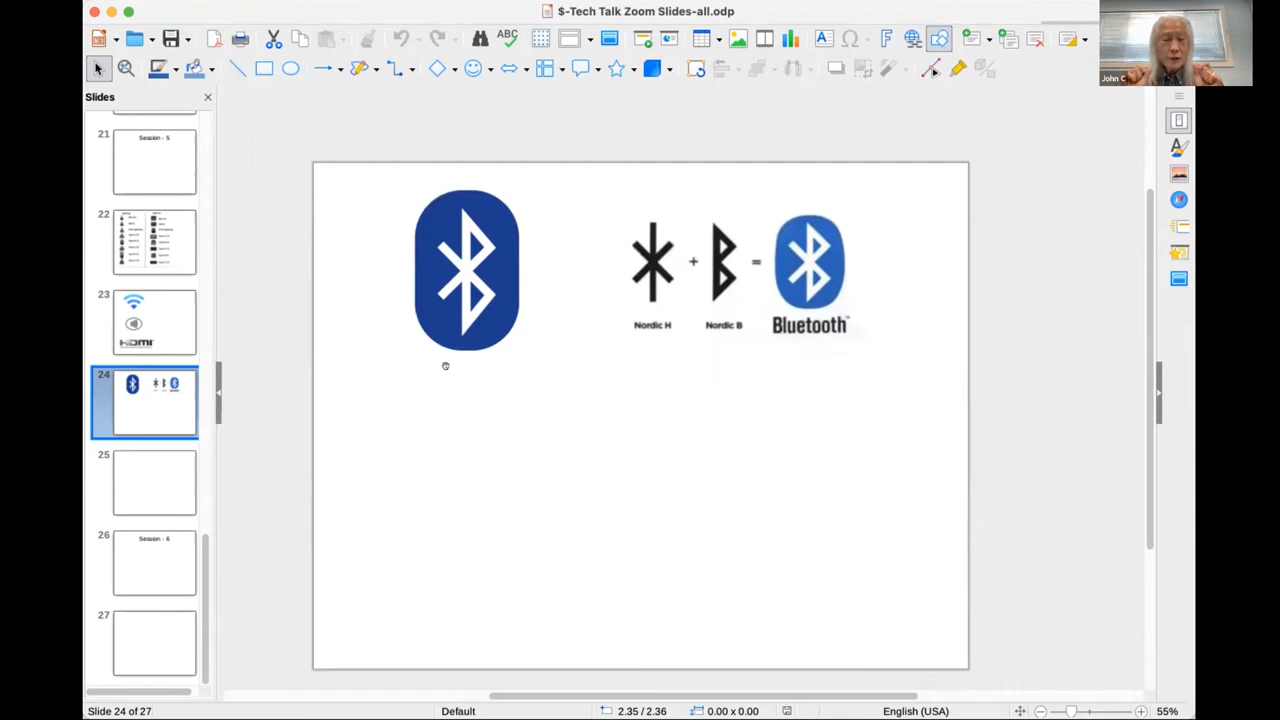 $-Tech Talk Zoom Slides-all.odp
ABC
John C
Slides
21
Session - 5
22
23
HDMI
24
25
26
Session - 6
27
+ =
Nordic H Nordic B Bluetooth™
Slide 24 of 27 Default 2.35 / 2.36 0.00 x 0.00 English (USA) 55%